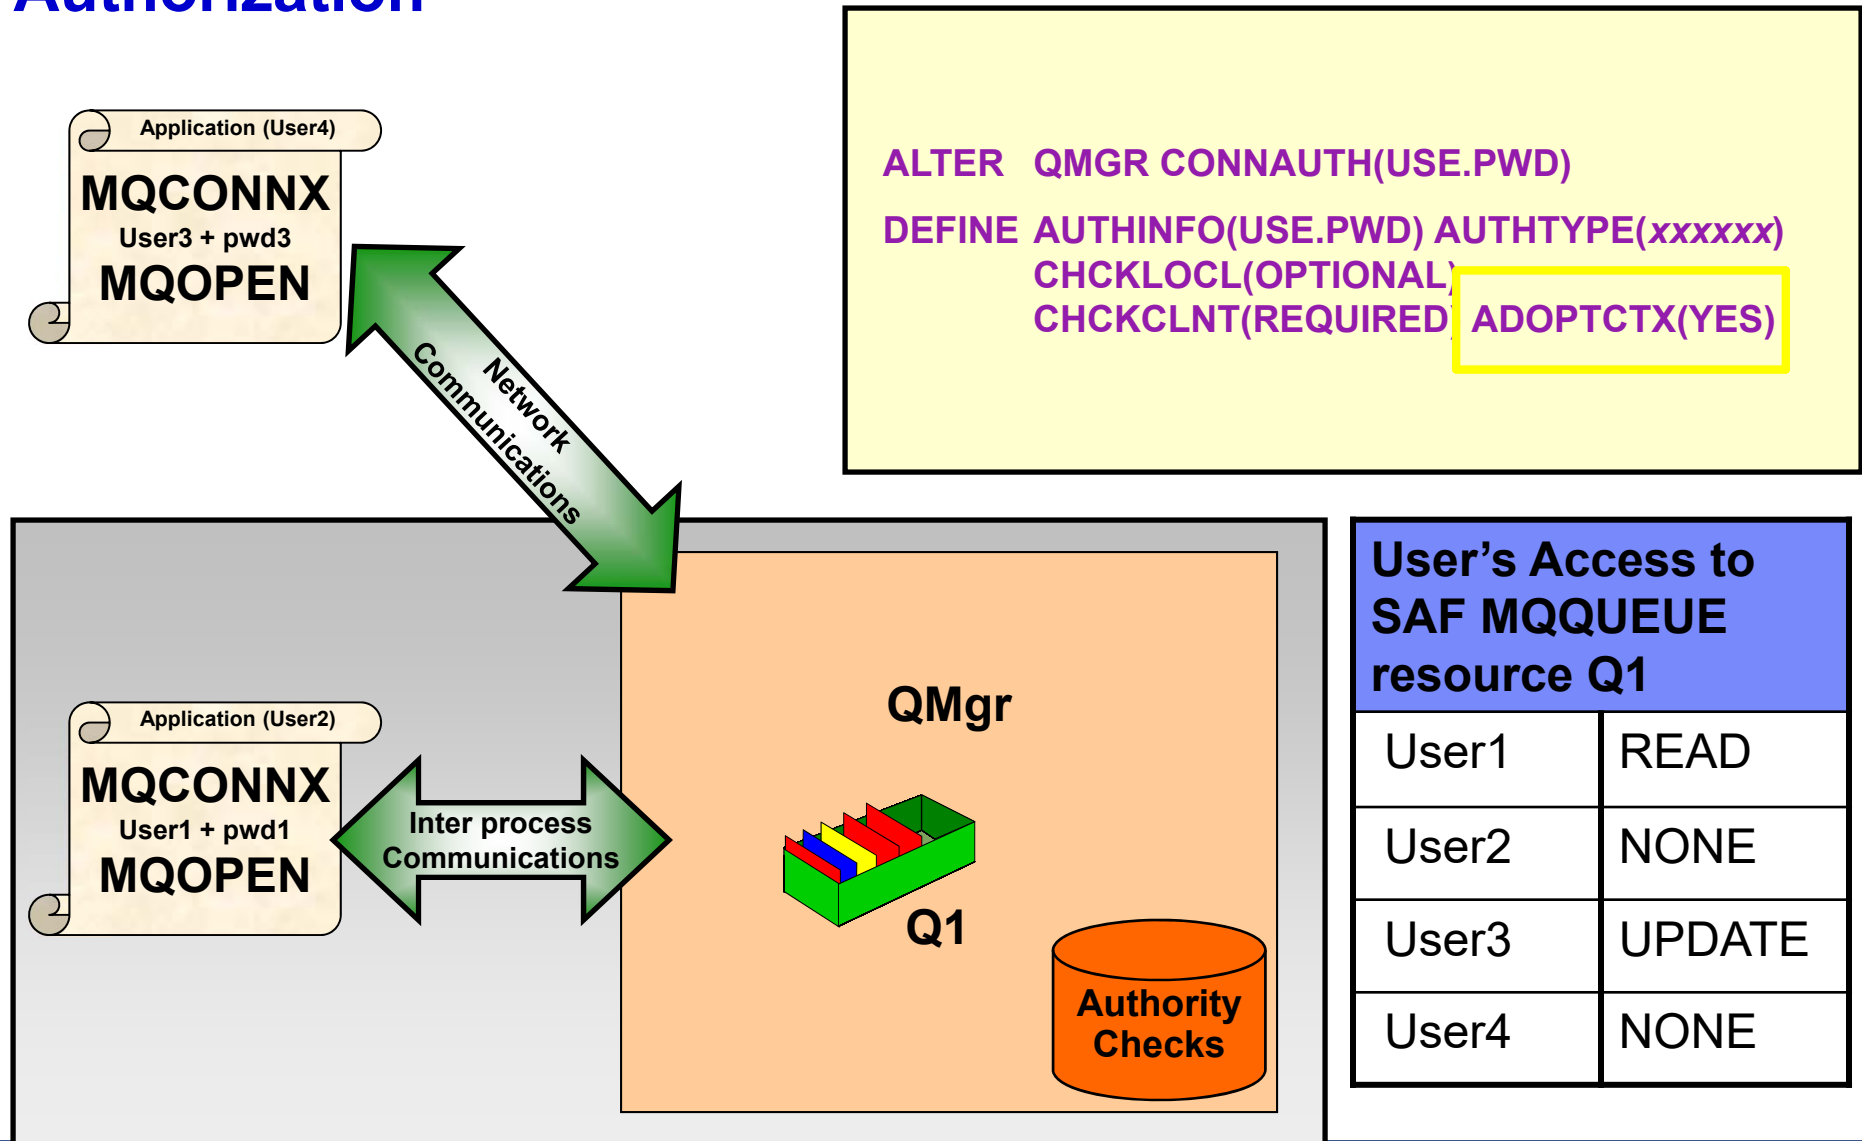 Authorization
Application (User4)
MQCONNX
User3 + pwd3
MQOPEN
Network
Communications
ALTER QMGR CONNAUTH(USE.PWD)
DEFINE AUTHINFO(USE.PWD) AUTHTYPE(xxxxxx)
CHCKLOCL(OPTIONAL)
CHCKCLNT(REQUIRED) ADOPTCTX(YES)
Application (User2)
MQCONNX
User1 + pwd1
MQOPEN
Inter process
Communications
QMgr
Q1
Authority
Checks
User's Access to
SAF MQQUEUE
resource Q1
User1 READ
User2 NONE
User3 UPDATE
User4 NONE